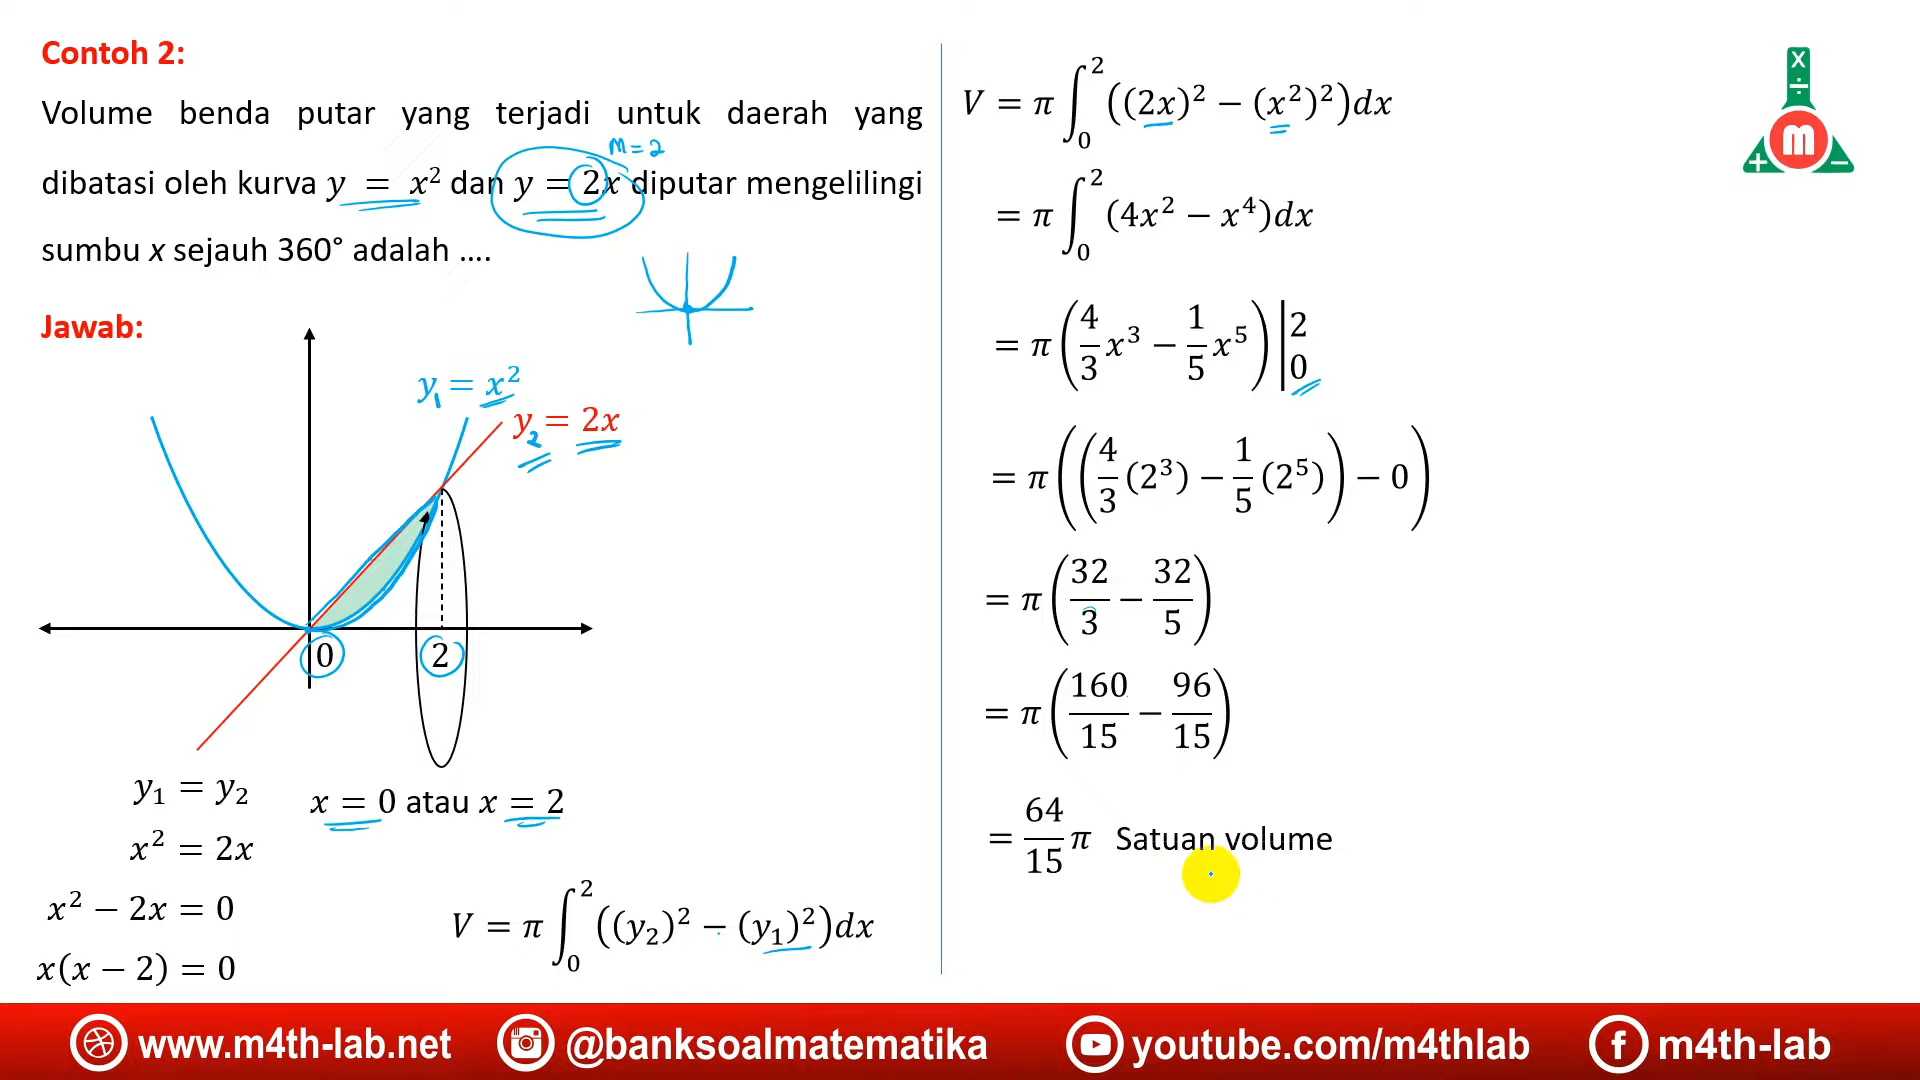 Contoh 2:
Volume benda putar yang terjadi untuk daerah yang
m = 2
dibatasi oleh kurva y = x² dan y = 2x diputar mengelilingi
sumbu x sejauh 360° adalah ....
Jawab:
y₁ = x²
y₂ = 2x
0
2
y₁ = y₂
x² = 2x
x² − 2x = 0
x(x − 2) = 0
x = 0 atau x = 2
V = π ∫₀² ((y₂)² − (y₁)²)dx
V = π ∫₀² ((2x)² − (x²)²)dx
= π ∫₀² (4x² − x⁴)dx
= π (4/3 x³ − 1/5 x⁵) | 2 0
= π ((4/3 (2³) − 1/5 (2⁵)) − 0)
= π (32/3 − 32/5)
= π (160/15 − 96/15)
= 64/15 π Satuan volume
x
÷
m
+ −
www.m4th-lab.net @banksoalmatematika youtube.com/m4thlab m4th-lab